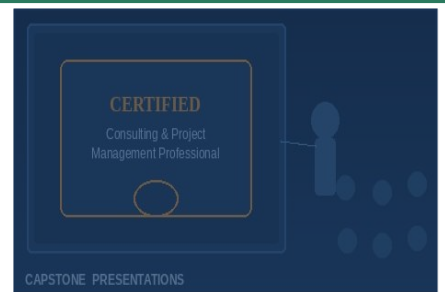 CERTIFIED
Consulting & Project
Management Professional
CAPSTONE PRESENTATIONS